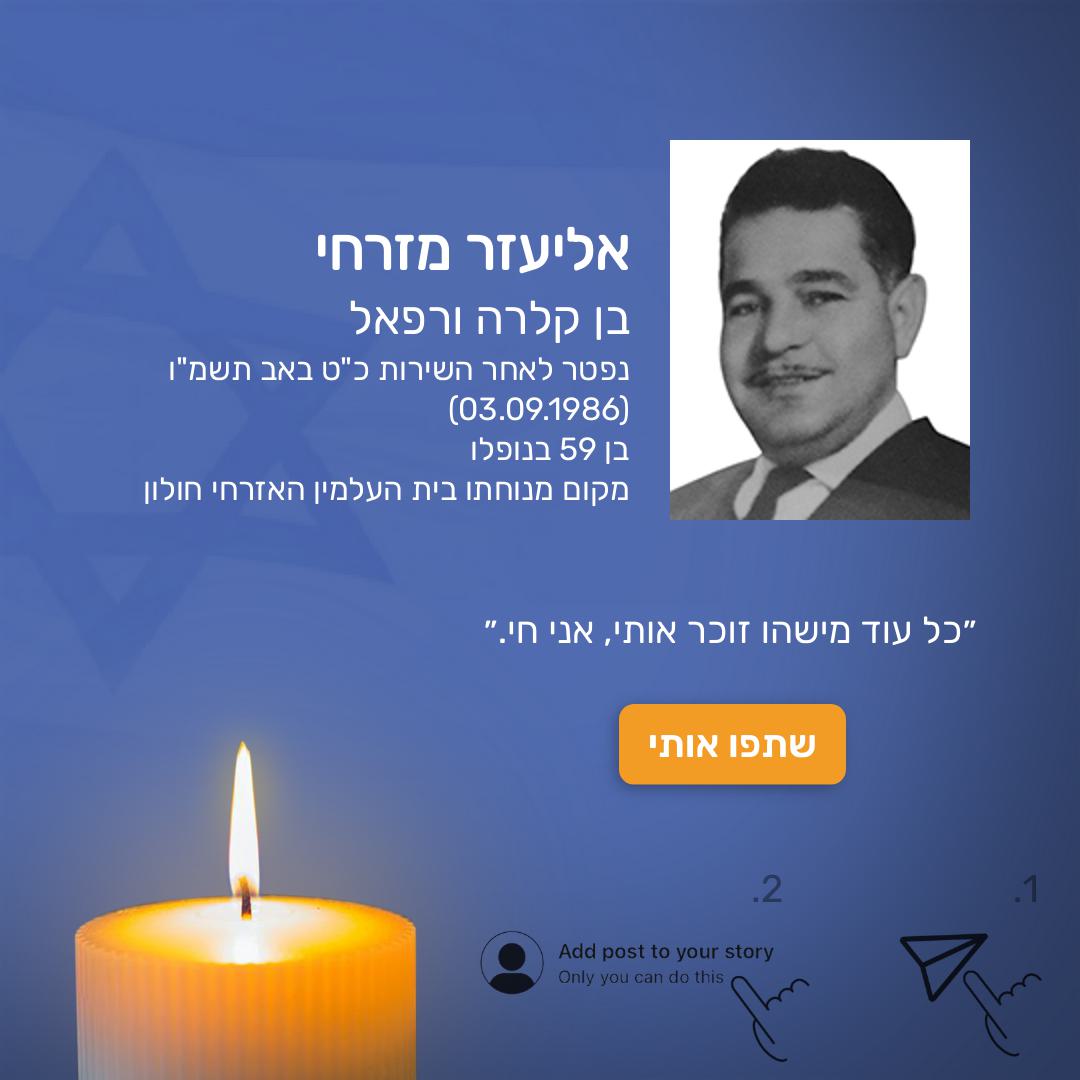 אליעזר מזרחי
בן קלרה ורפאל
נפטר לאחר השירות כ"ט באב תשמ"ו
(03.09.1986)
בן 59 בנופלו
מקום מנוחתו בית העלמין האזרחי חולון
״כל עוד מישהו זוכר אותי, אני חי.״
שתפו אותי
1.
2.
Add post to your story
Only you can do this